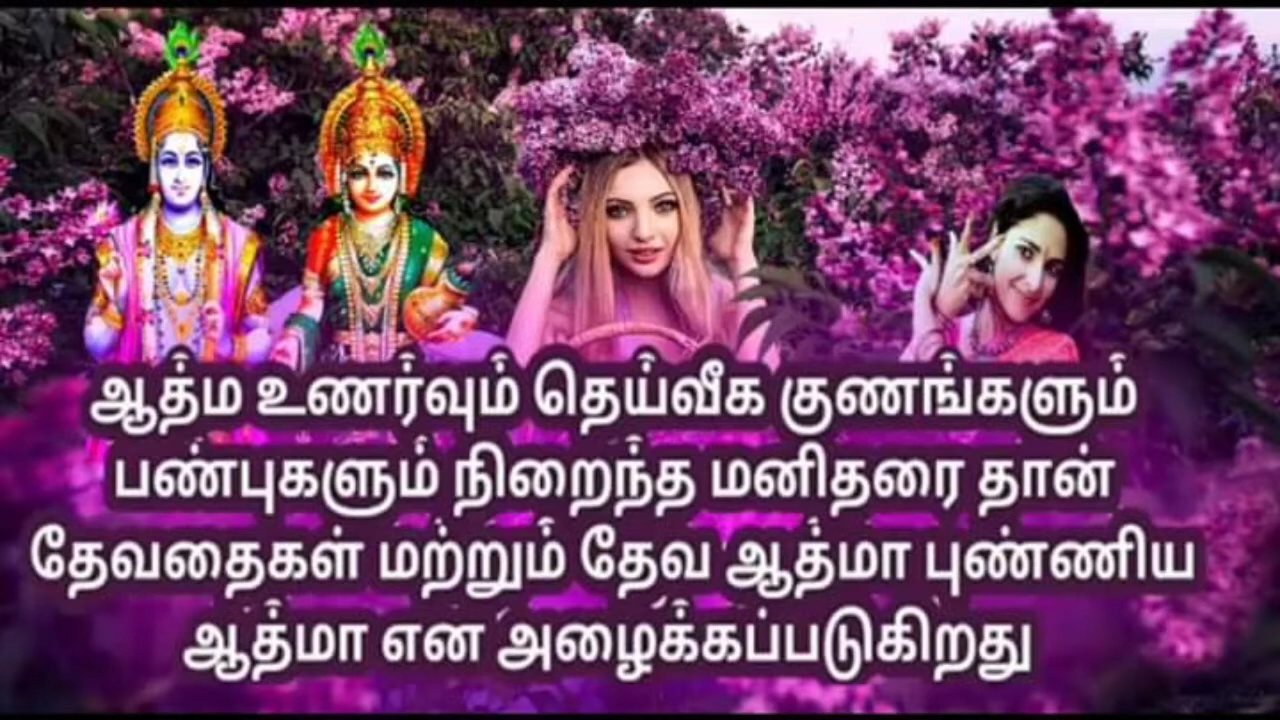 ஆத்ம உணர்வும் தெய்வீக குணங்களும்
பண்புகளும் நிறைந்த மனிதரை தான்
தேவதைகள் மற்றும் தேவ ஆத்மா புண்ணிய
ஆத்மா என அழைக்கப்படுகிறது